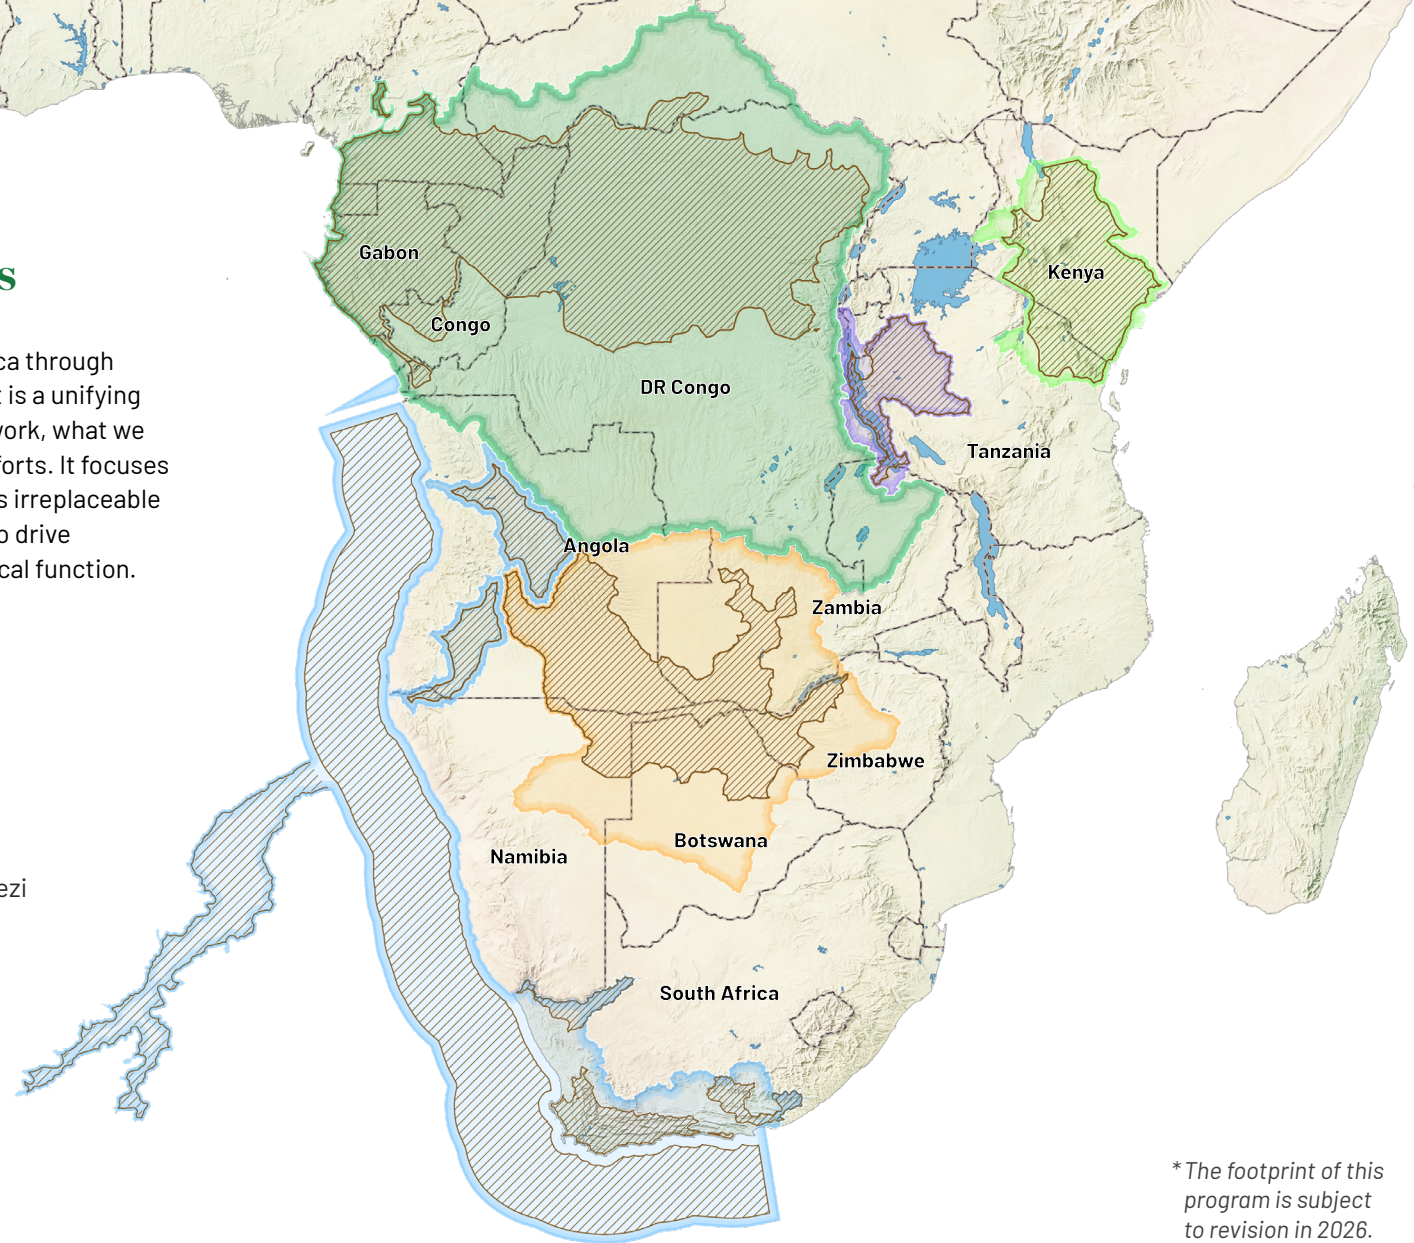 s
ca through
t is a unifying
work, what we
forts. It focuses
s irreplaceable
o drive
cal function.
ezi
Gabon
Congo
DR Congo
Kenya
Tanzania
Angola
Zambia
Zimbabwe
Botswana
Namibia
South Africa
* The footprint of this
program is subject
to revision in 2026.